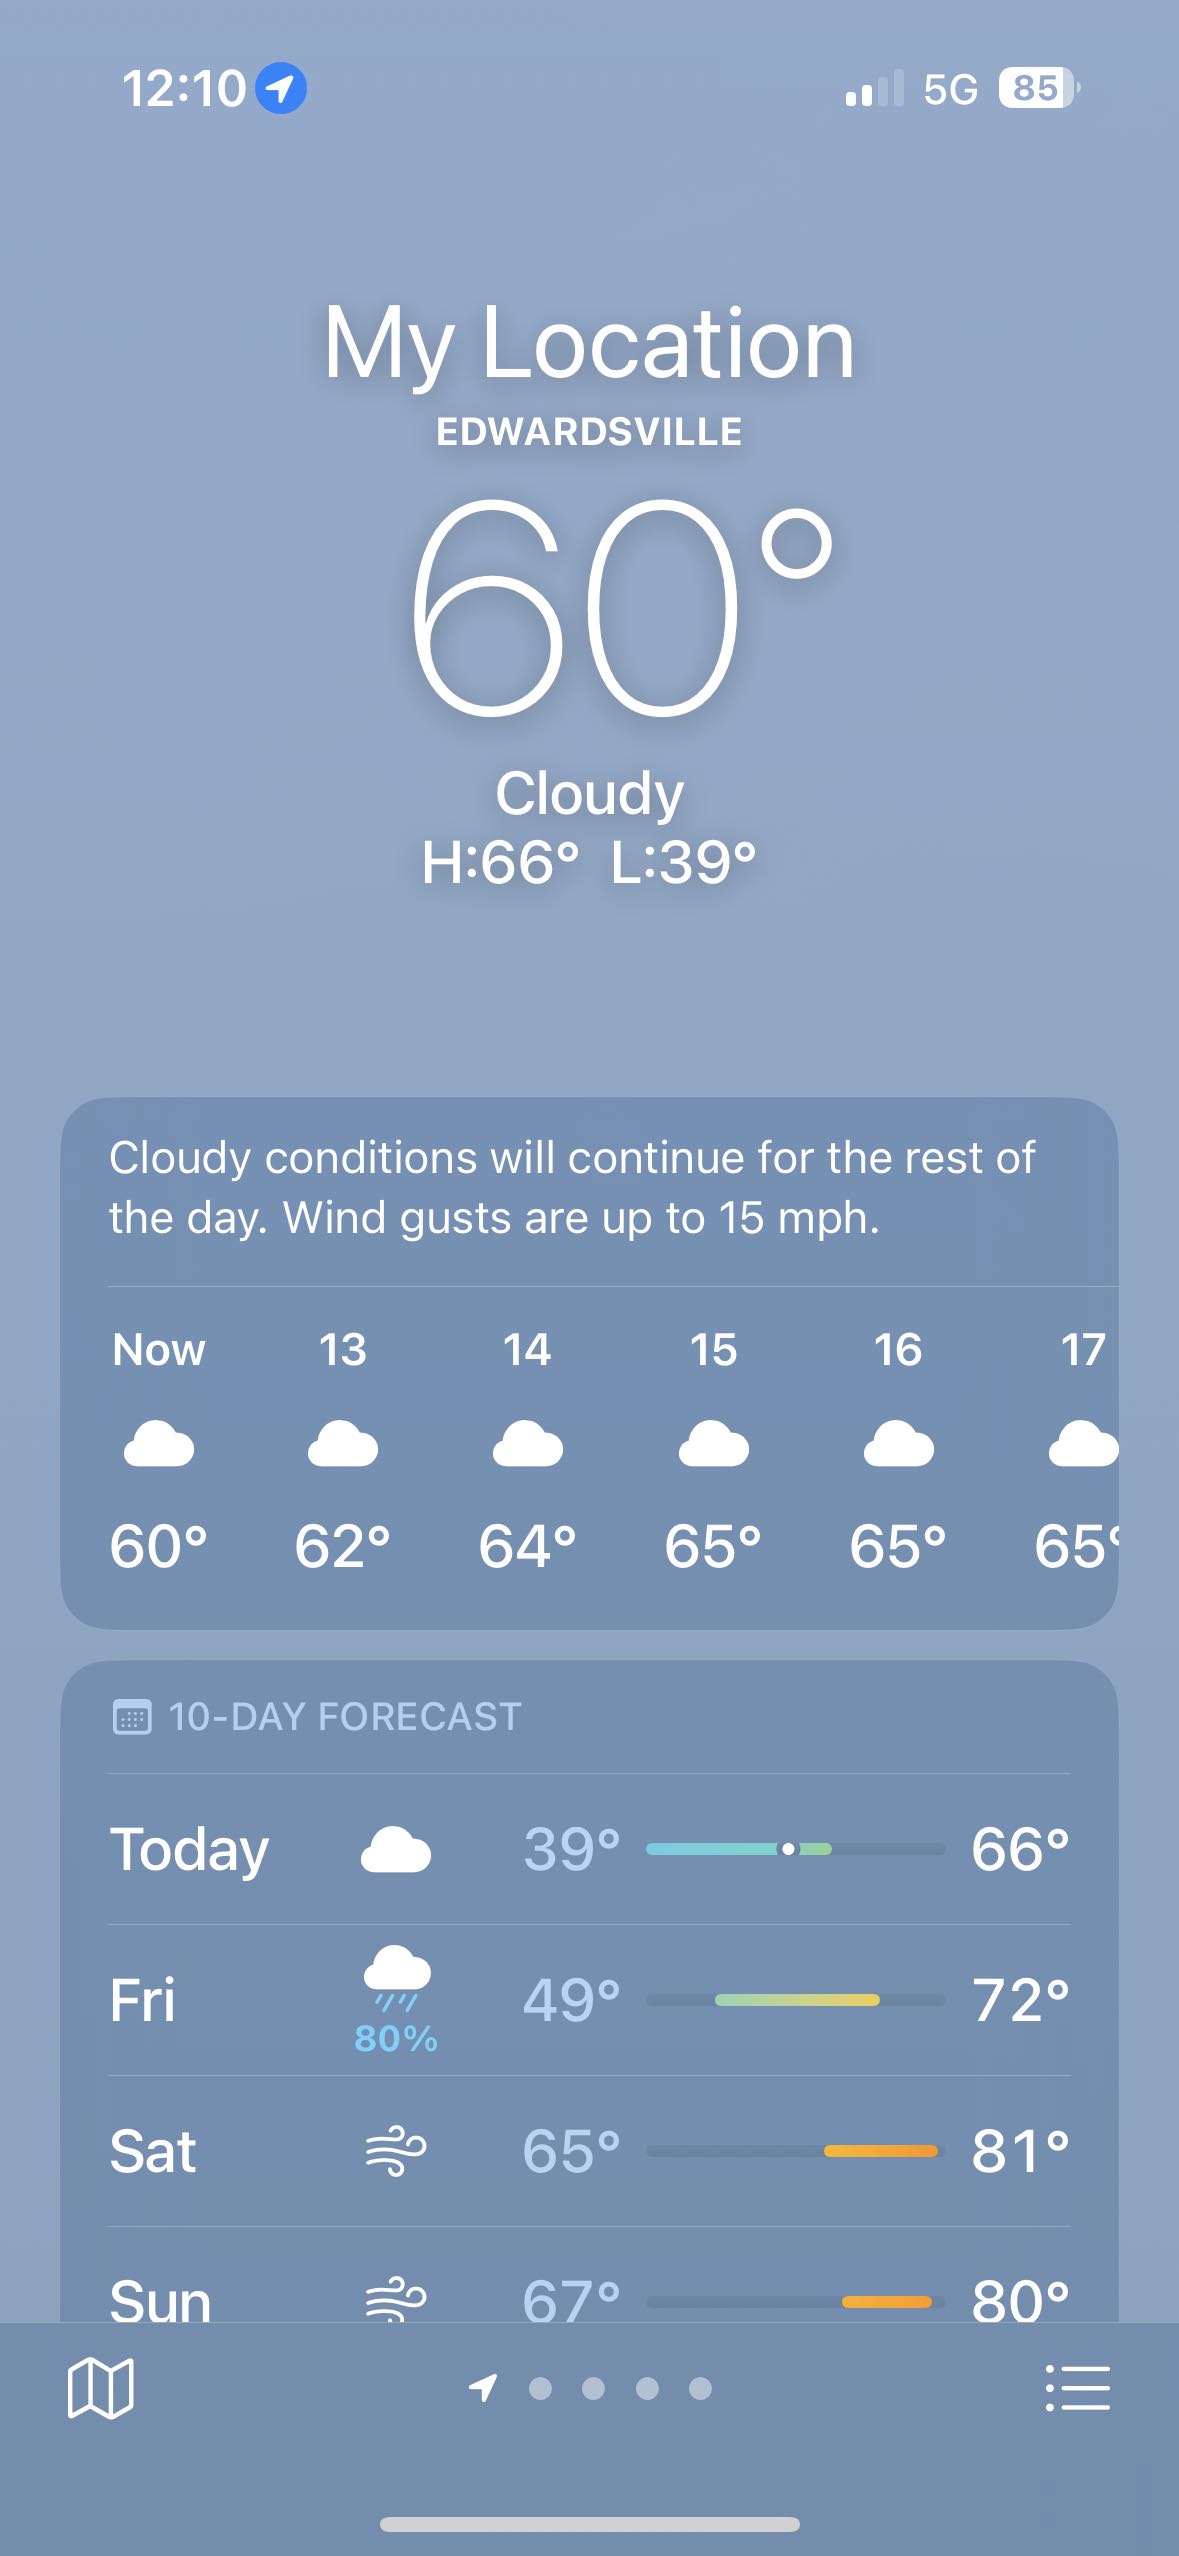 12:10 5G 85
My Location
EDWARDSVILLE
60°
Cloudy
H:66° L:39°
Cloudy conditions will continue for the rest of
the day. Wind gusts are up to 15 mph.
Now 13 14 15 16 17
60° 62° 64° 65° 65° 65°
10-DAY FORECAST
Today 39° 66°
Fri 80% 49° 72°
Sat 65° 81°
Sun 67° 80°